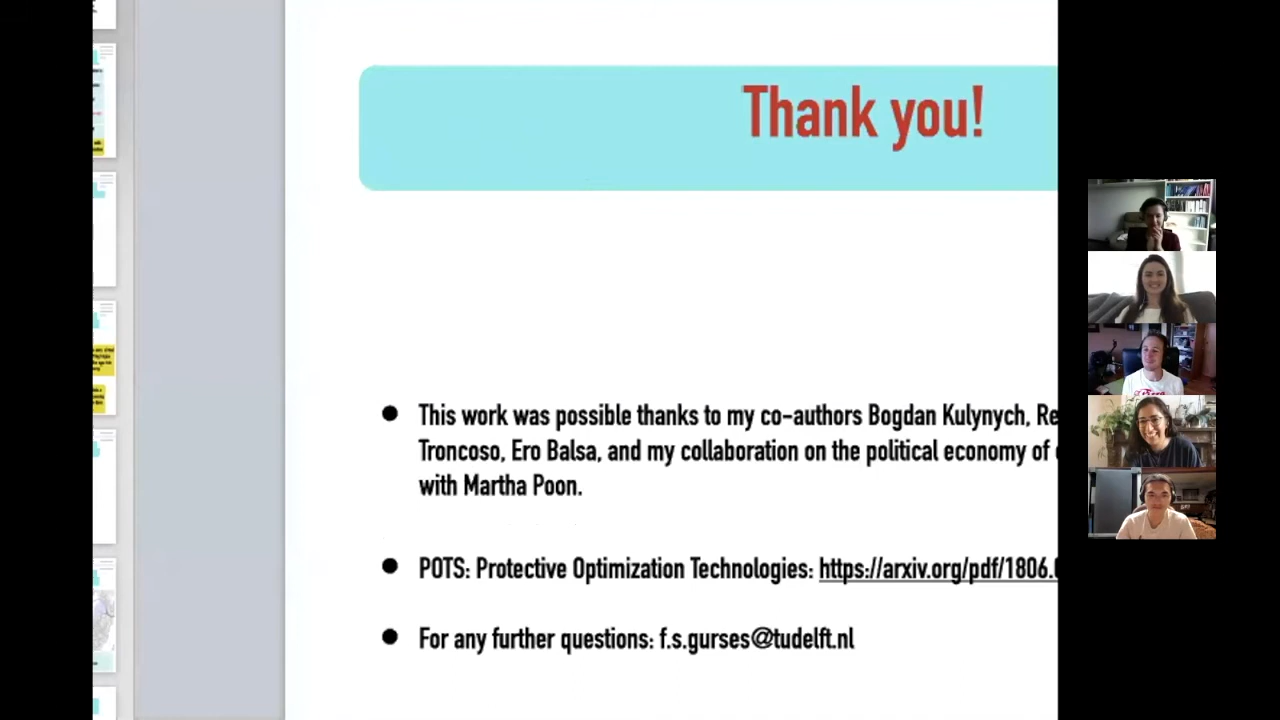 Thank you!
This work was possible thanks to my co-authors Bogdan Kulynych, Re
Troncoso, Ero Balsa, and my collaboration on the political economy of
with Martha Poon.
POTS: Protective Optimization Technologies: https://arxiv.org/pdf/1806.
For any further questions: f.s.gurses@tudelft.nl